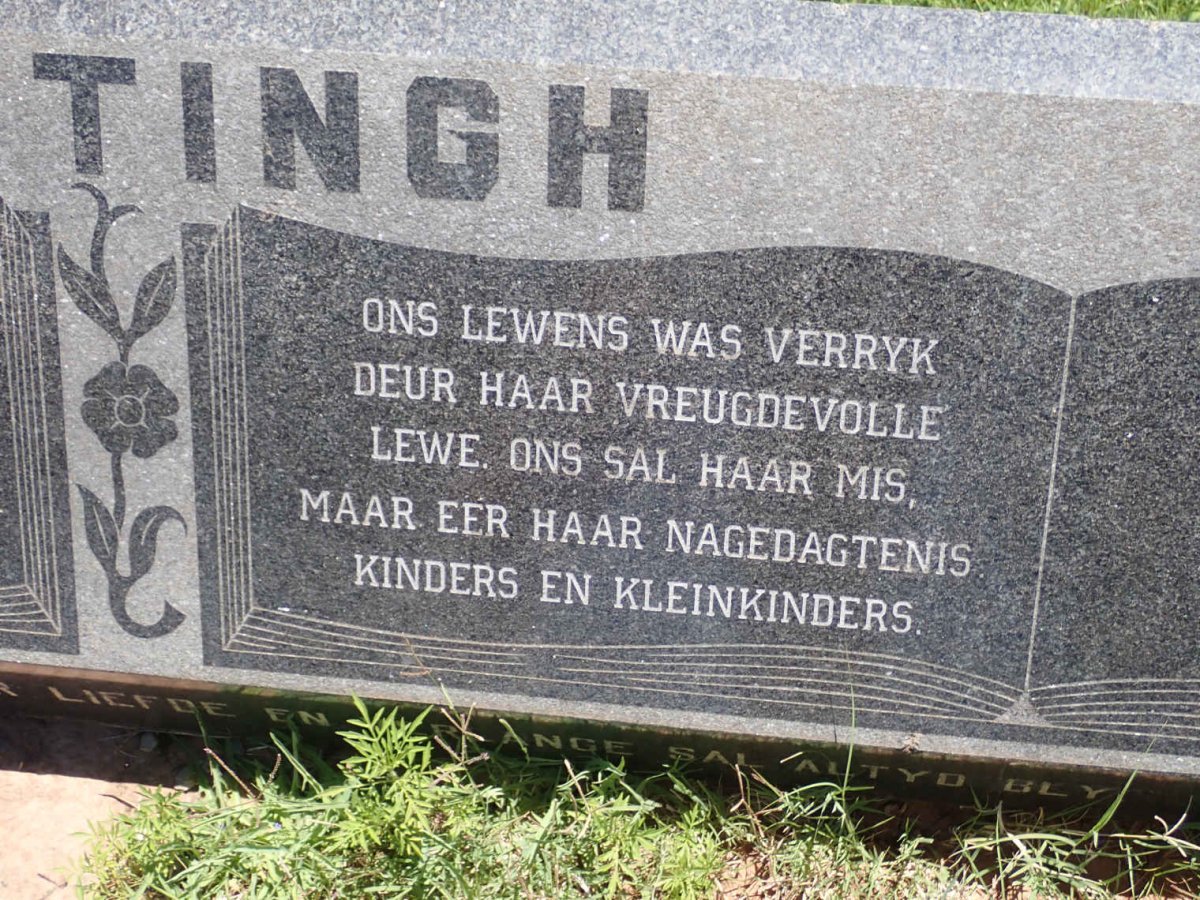 TINGH
ONS LEWENS WAS VERRYK
DEUR HAAR VREUGDEVOLLE
LEWE. ONS SAL HAAR MIS,
MAAR EER HAAR NAGEDAGTENIS
KINDERS EN KLEINKINDERS.
LIEFDE EN SAL ALTYD BLY